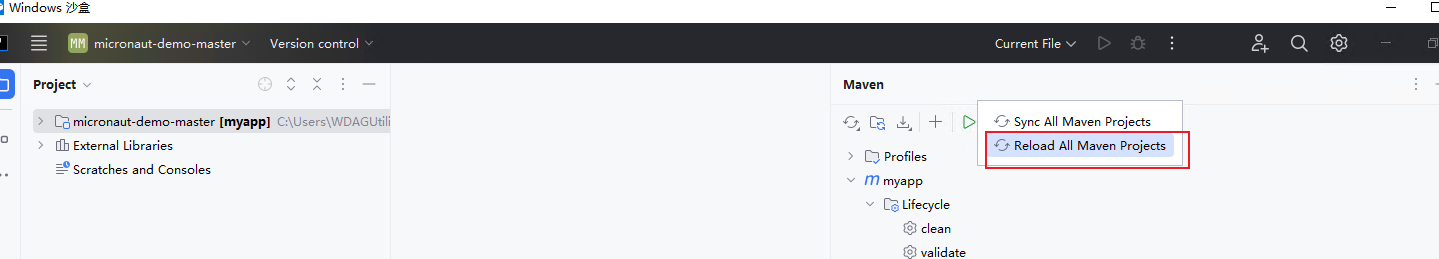 Windows 沙盒
MM micronaut-demo-master Version control Current File
Project
Maven
micronaut-demo-master [myapp] C:\Users\WDAGUtili
Sync All Maven Projects
External Libraries
Reload All Maven Projects
Scratches and Consoles
Profiles
myapp
Lifecycle
clean
validate